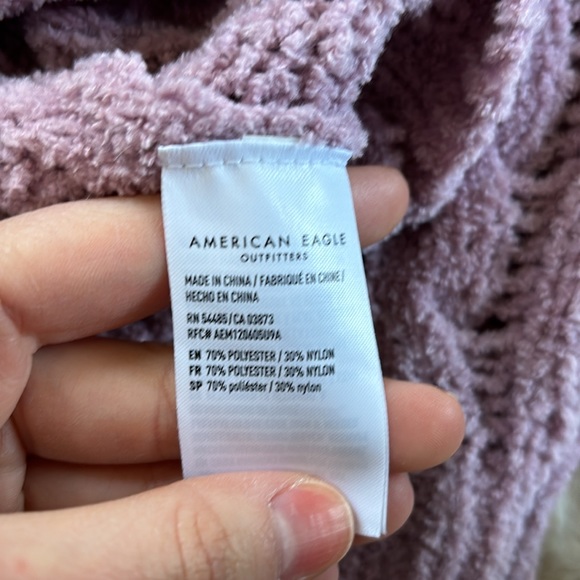 AMERICAN EAGLE
OUTFITTERS
MADE IN CHINA / FABRIQUÉ EN CHINE /
HECHO EN CHINA
RN 54485 / CA 03873
RFC# AEM120605U9A
EN 70% POLYESTER / 30% NYLON
FR 70% POLYESTER / 30% NYLON
SP 70% poliéster / 30% nylon